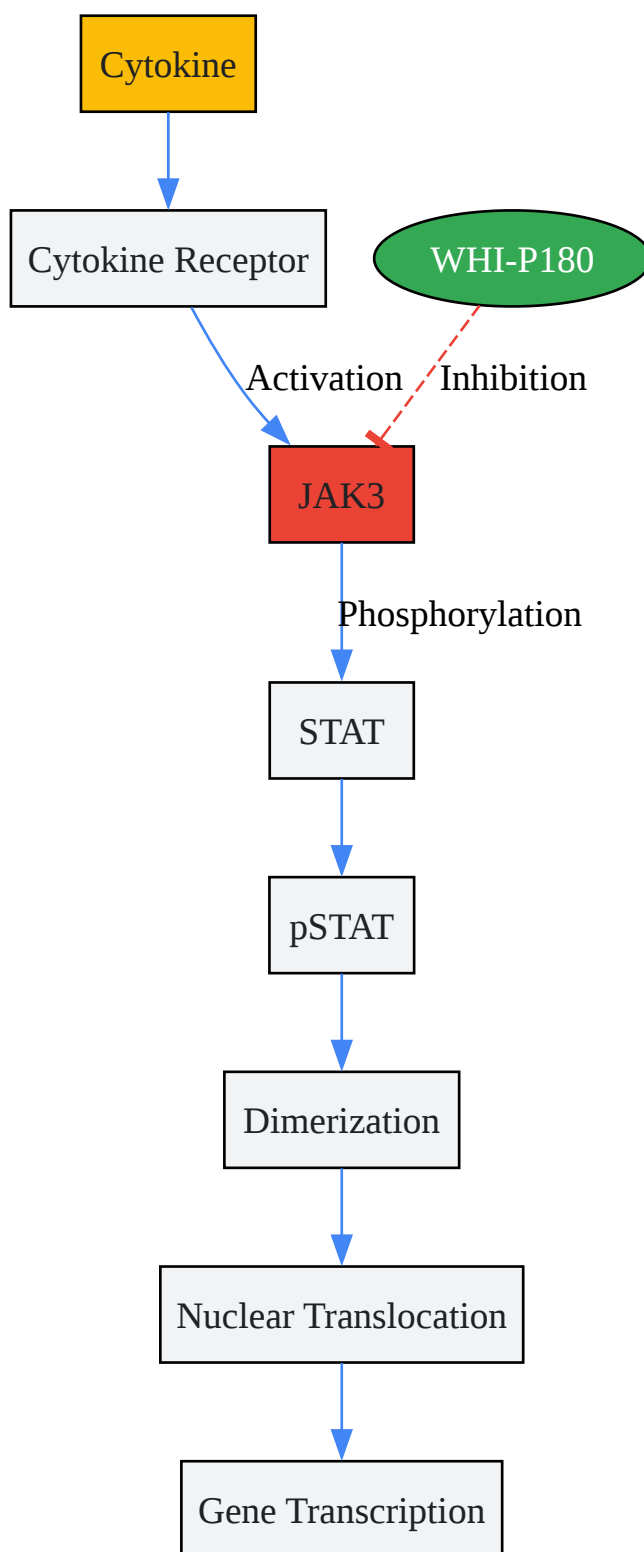 Cytokine
Cytokine Receptor
WHI-P180
Activation
Inhibition
JAK3
Phosphorylation
STAT
pSTAT
Dimerization
Nuclear Translocation
Gene Transcription